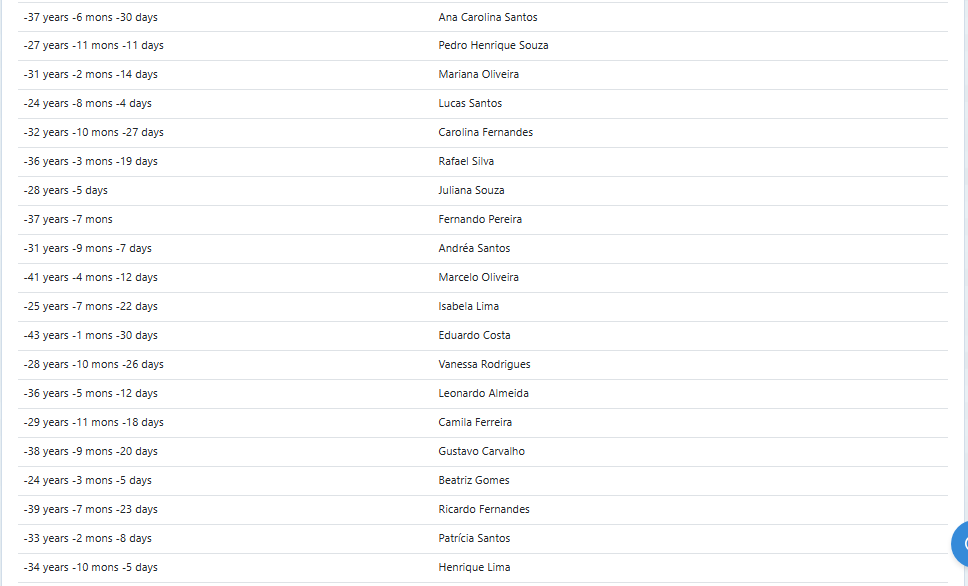 -37 years -6 mons -30 days Ana Carolina Santos
-27 years -11 mons -11 days Pedro Henrique Souza
-31 years -2 mons -14 days Mariana Oliveira
-24 years -8 mons -4 days Lucas Santos
-32 years -10 mons -27 days Carolina Fernandes
-36 years -3 mons -19 days Rafael Silva
-28 years -5 days Juliana Souza
-37 years -7 mons Fernando Pereira
-31 years -9 mons -7 days Andréa Santos
-41 years -4 mons -12 days Marcelo Oliveira
-25 years -7 mons -22 days Isabela Lima
-43 years -1 mons -30 days Eduardo Costa
-28 years -10 mons -26 days Vanessa Rodrigues
-36 years -5 mons -12 days Leonardo Almeida
-29 years -11 mons -18 days Camila Ferreira
-38 years -9 mons -20 days Gustavo Carvalho
-24 years -3 mons -5 days Beatriz Gomes
-39 years -7 mons -23 days Ricardo Fernandes
-33 years -2 mons -8 days Patrícia Santos
-34 years -10 mons -5 days Henrique Lima